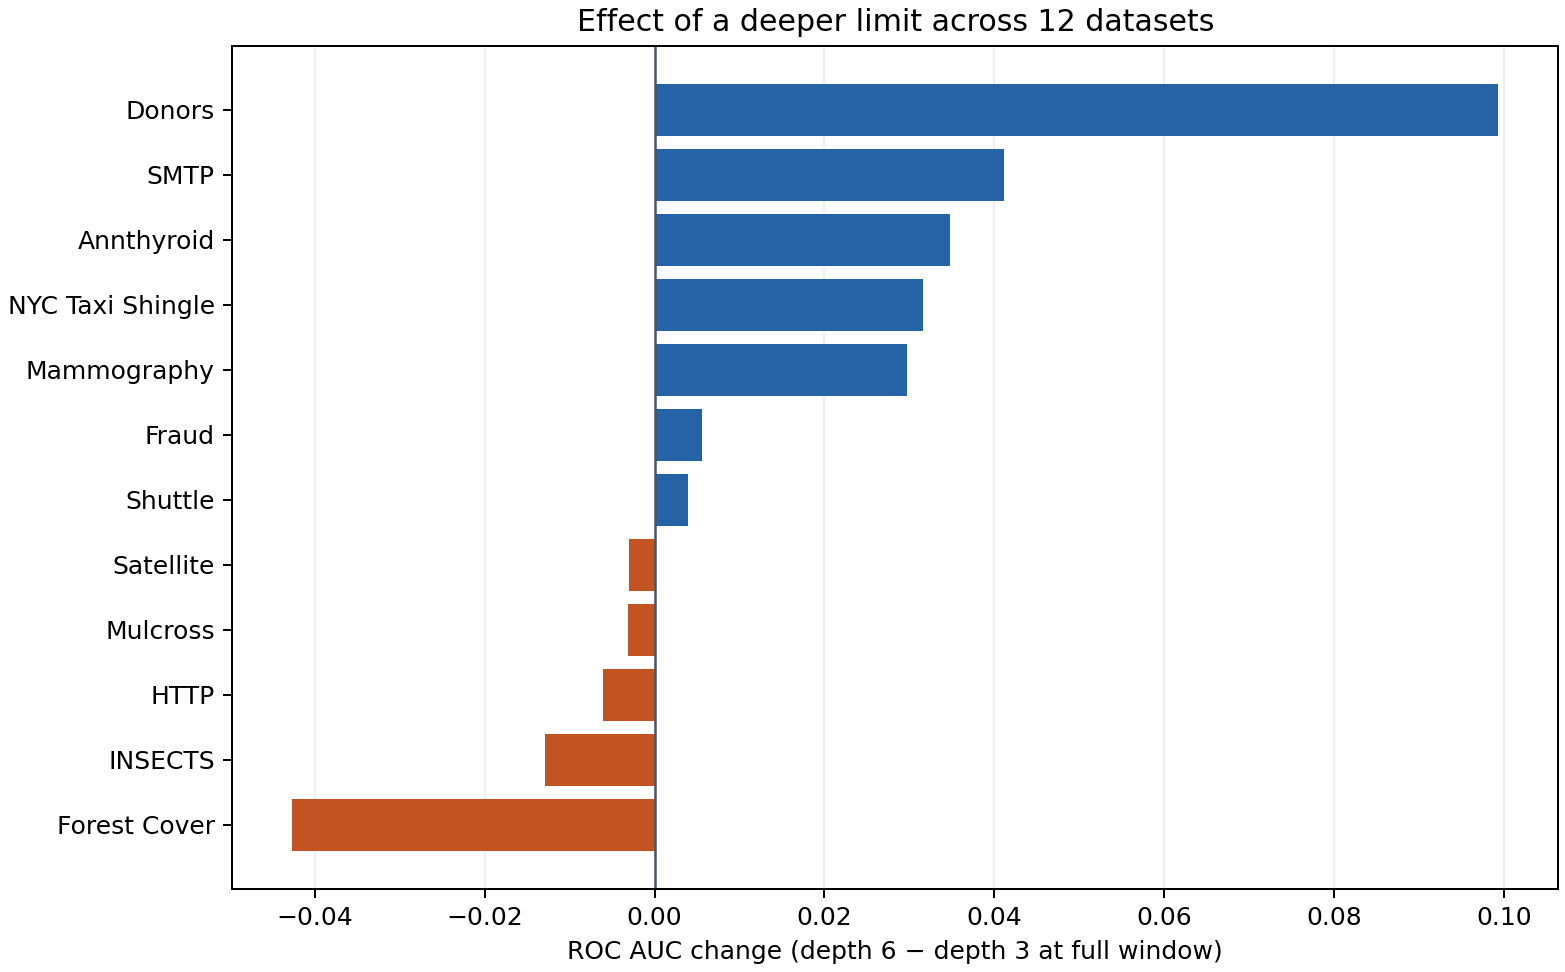 Effect of a deeper limit across 12 datasets
Donors
SMTP
Annthyroid
NYC Taxi Shingle
Mammography
Fraud
Shuttle
Satellite
Mulcross
HTTP
INSECTS
Forest Cover
−0.04 −0.02 0.00 0.02 0.04 0.06 0.08 0.10
ROC AUC change (depth 6 − depth 3 at full window)